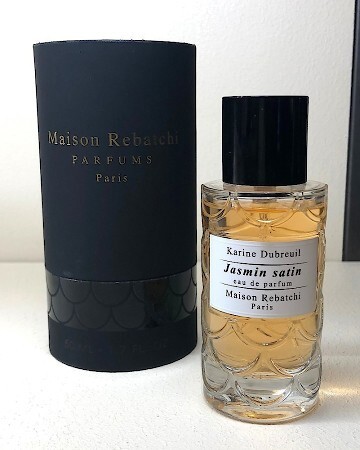 Maison Rebatchi
PARFUMS
Paris
Karine Dubreuil
Jasmin satin
eau de parfum
Maison Rebatchi
Paris